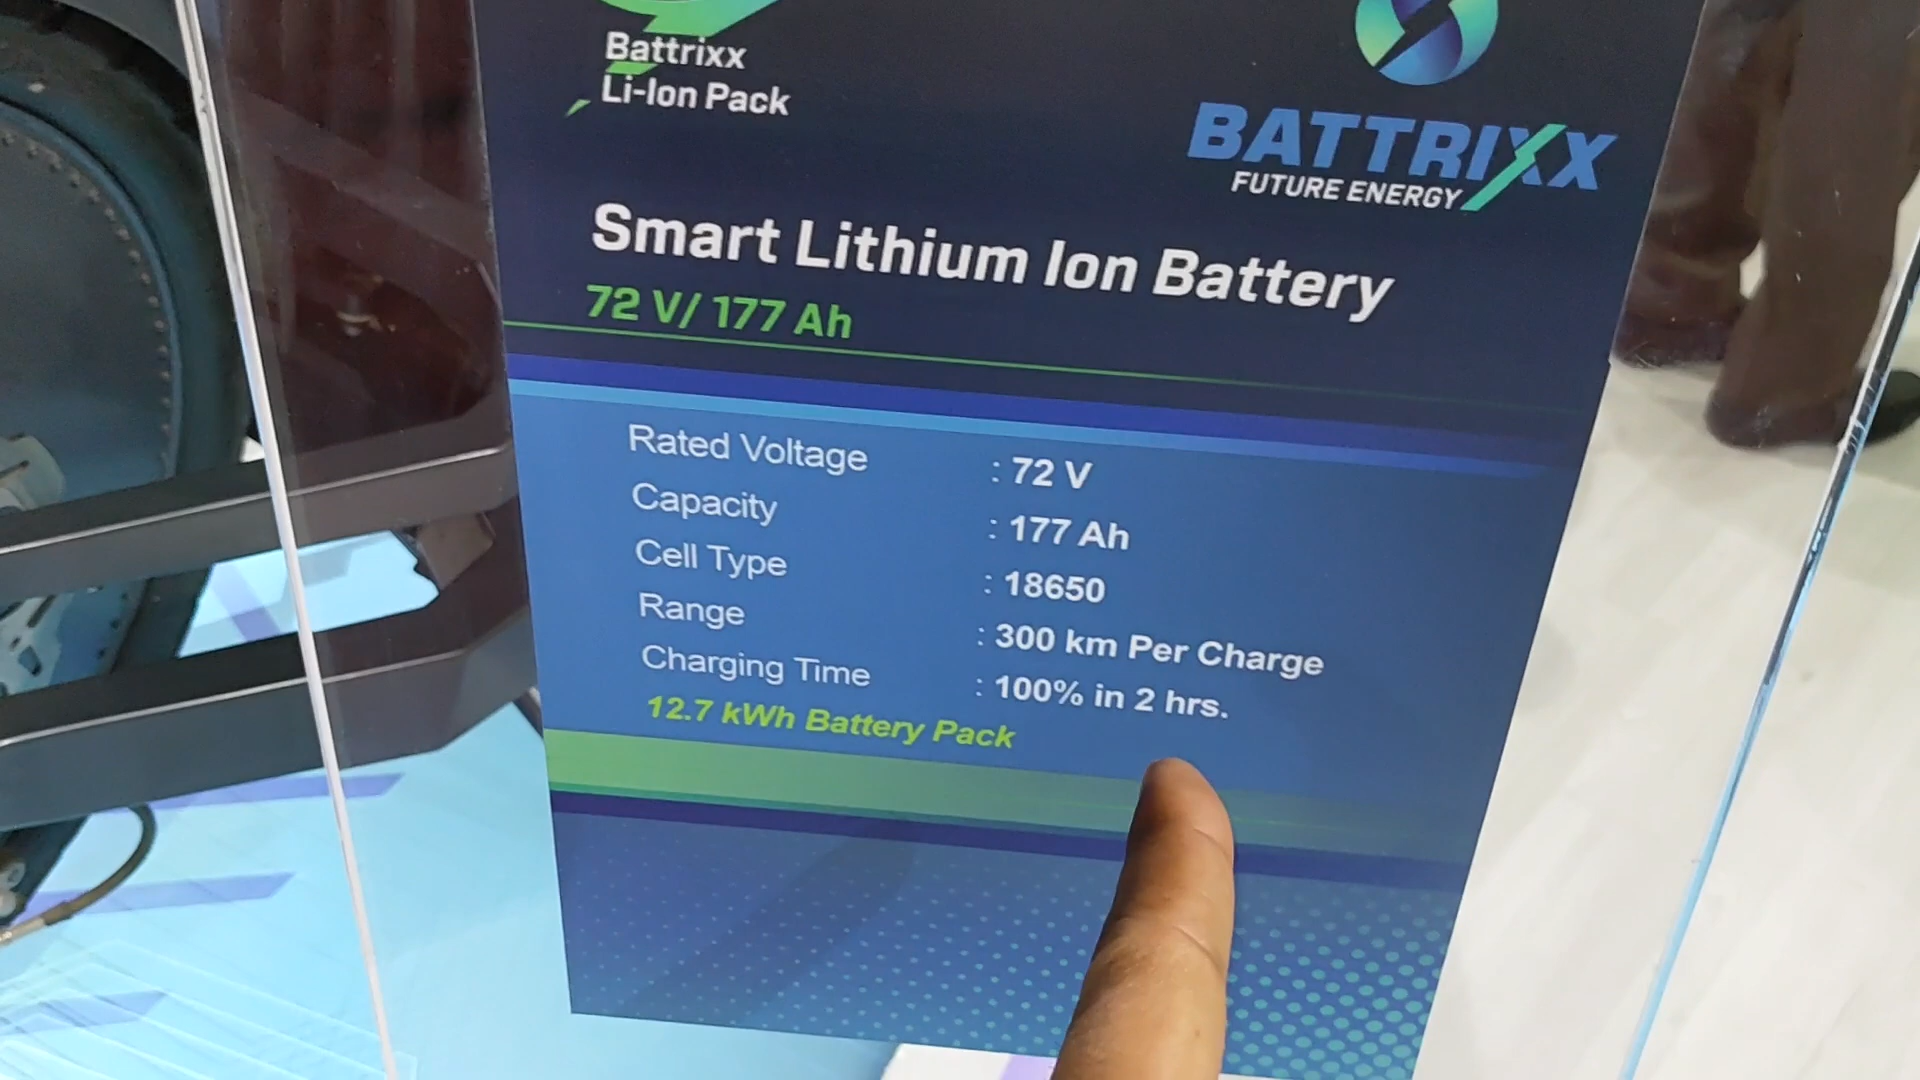 Battrixx
Li-Ion Pack
BATTRIXX
FUTURE ENERGY
Smart Lithium Ion Battery
72 V/ 177 Ah
Rated Voltage : 72 V
Capacity : 177 Ah
Cell Type : 18650
Range : 300 km Per Charge
Charging Time : 100% in 2 hrs.
12.7 kWh Battery Pack